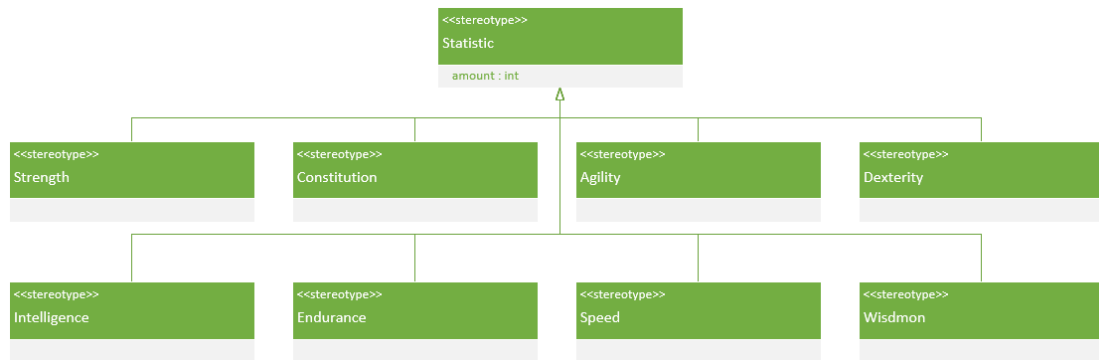 <<stereotype>>
Statistic
amount : int
<<stereotype>>
Strength
<<stereotype>>
Constitution
<<stereotype>>
Agility
<<stereotype>>
Dexterity
<<stereotype>>
Intelligence
<<stereotype>>
Endurance
<<stereotype>>
Speed
<<stereotype>>
Wisdmon